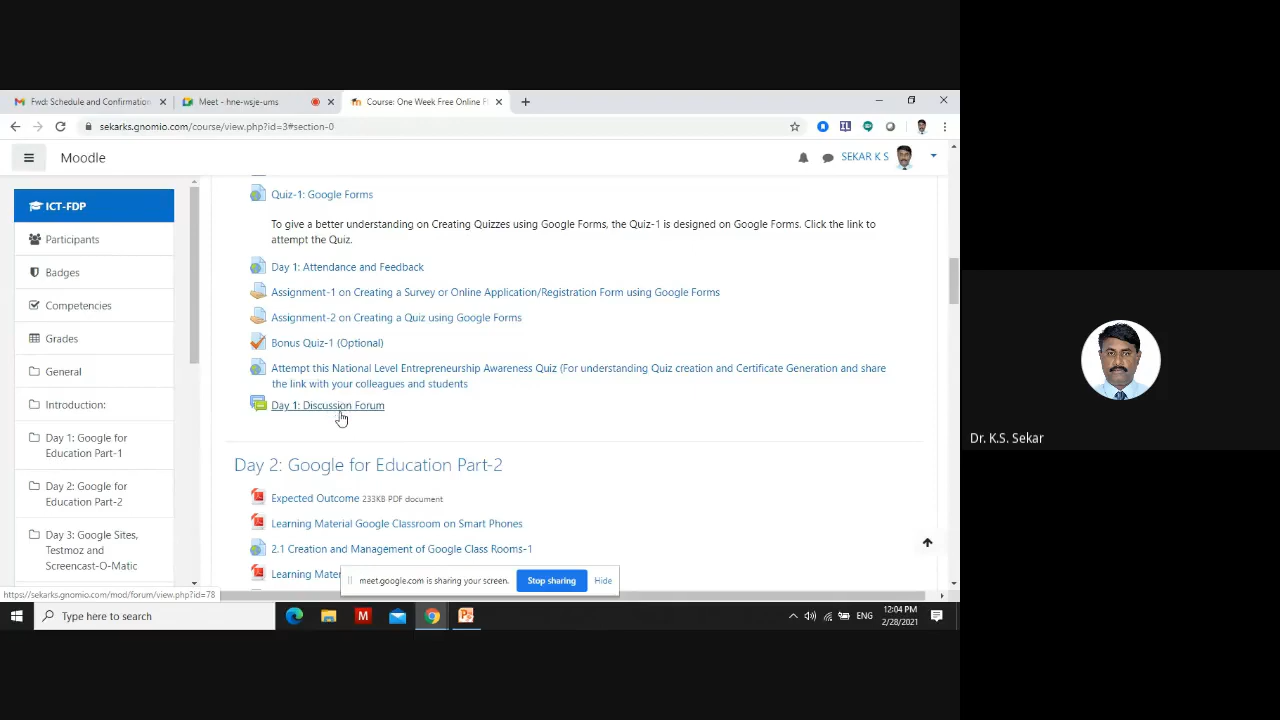 Fwd: Schedule and Confirmation
Meet - hne-wsje-ums
Course: One Week Free Online F
sekarks.gnomio.com/course/view.php?id=3#section-0
Moodle
SEKAR K S
ICT-FDP
Participants
Badges
Competencies
Grades
General
Introduction:
Day 1: Google for
Education Part-1
Day 2: Google for
Education Part-2
Day 3: Google Sites,
Testmoz and
Screencast-O-Matic
Quiz-1: Google Forms
To give a better understanding on Creating Quizzes using Google Forms, the Quiz-1 is designed on Google Forms. Click the link to
attempt the Quiz.
Day 1: Attendance and Feedback
Assignment-1 on Creating a Survey or Online Application/Registration Form using Google Forms
Assignment-2 on Creating a Quiz using Google Forms
Bonus Quiz-1 (Optional)
Attempt this National Level Entrepreneurship Awareness Quiz (For understanding Quiz creation and Certificate Generation and share
the link with your colleagues and students
Day 1: Discussion Forum
Day 2: Google for Education Part-2
Expected Outcome 233KB PDF document
Learning Material Google Classroom on Smart Phones
2.1 Creation and Management of Google Class Rooms-1
Learning Mate
meet.google.com is sharing your screen.
Stop sharing
Hide
https://sekarks.gnomio.com/mod/forum/view.php?id=78
Type here to search
ENG
12:04 PM
2/28/2021
Dr. K.S. Sekar